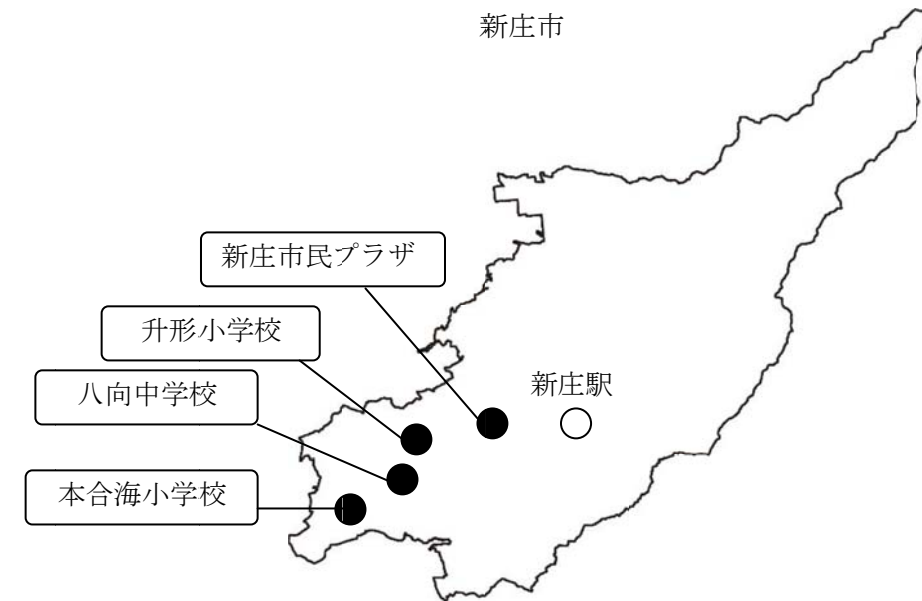 新庄市
新庄市民プラザ
升形小学校
新庄駅
八向中学校
本合海小学校